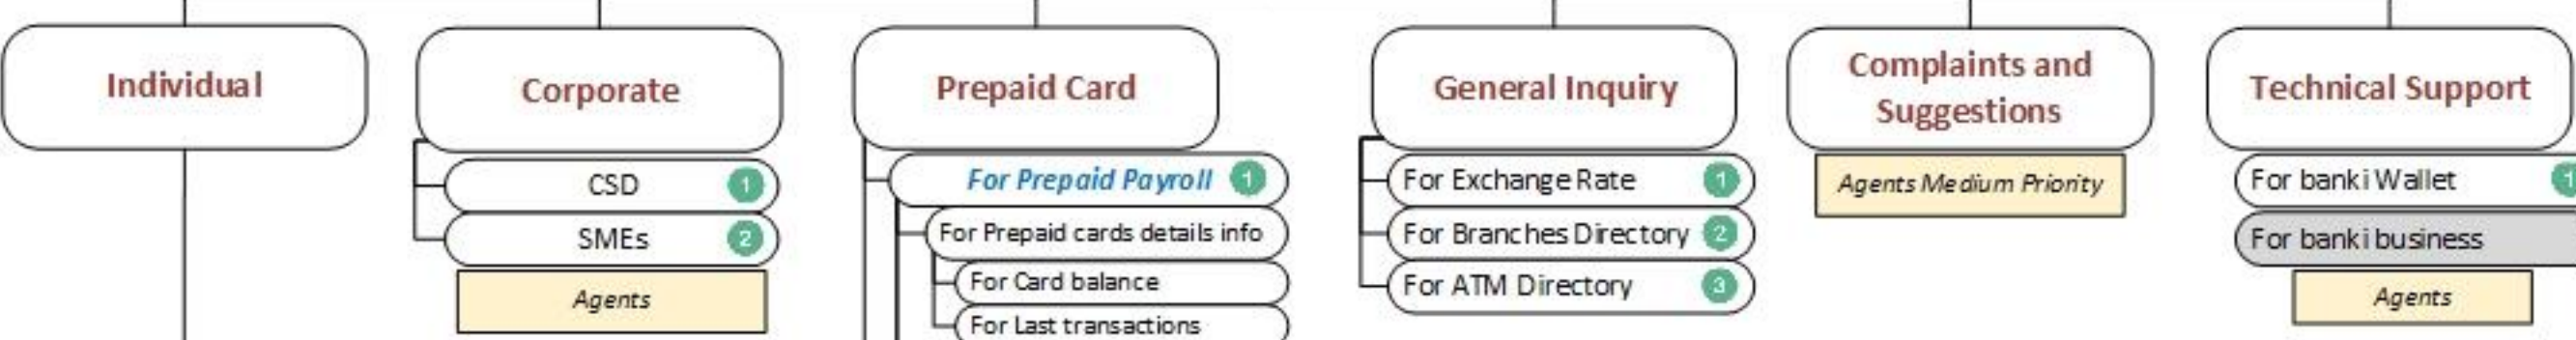 Individual
Corporate
CSD 1
SMEs 2
Agents
Prepaid Card
For Prepaid Payroll 1
For Prepaid cards details info
For Card balance
For Last transactions
General Inquiry
For Exchange Rate 1
For Branches Directory 2
For ATM Directory 3
Complaints and
Suggestions
Agents Medium Priority
Technical Support
For banki Wallet 1
For banki business
Agents